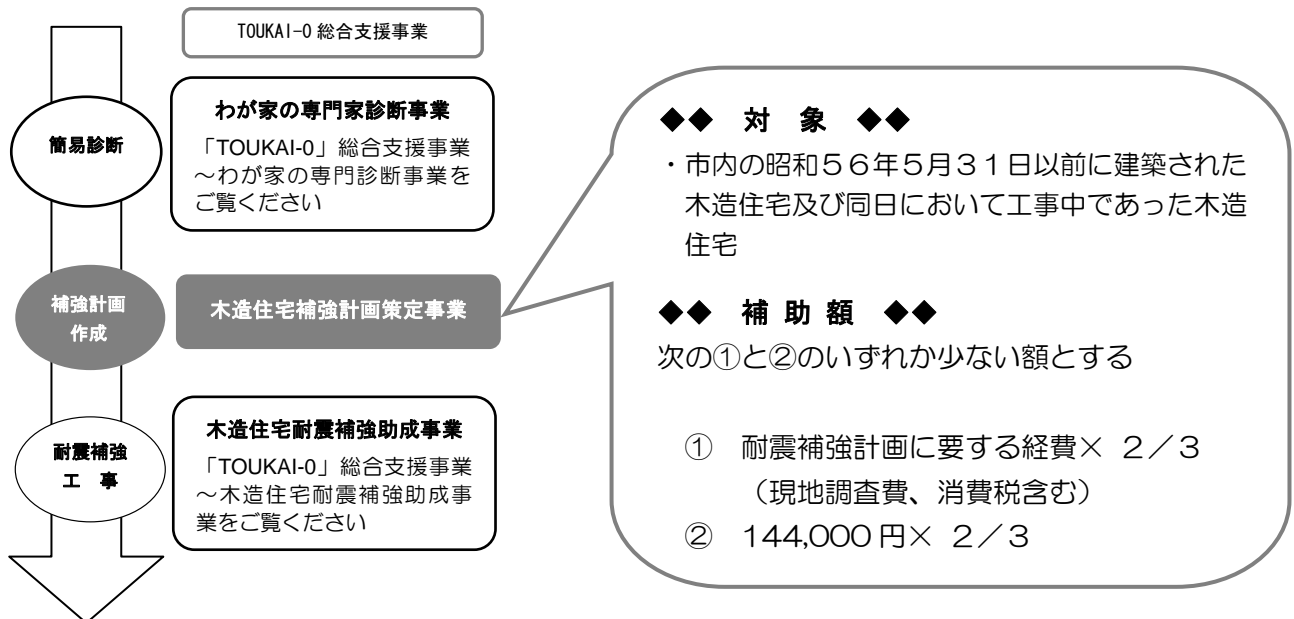 TOUKAI-0 総合支援事業
簡易診断
わが家の専門家診断事業
「TOUKAI-0」総合支援事業
~わが家の専門診断事業を
ご覧ください
補強計画
作成
木造住宅補強計画策定事業
耐震補強
工 事
木造住宅耐震補強助成事業
「TOUKAI-0」総合支援事業
~木造住宅耐震補強助成事
業をご覧ください
◆◆ 対 象 ◆◆
・市内の昭和56年5月31日以前に建築された
木造住宅及び同日において工事中であった木造
住宅
◆◆ 補 助 額 ◆◆
次の①と②のいずれか少ない額とする
① 耐震補強計画に要する経費× 2/3
(現地調査費、消費税含む)
② 144,000円× 2/3